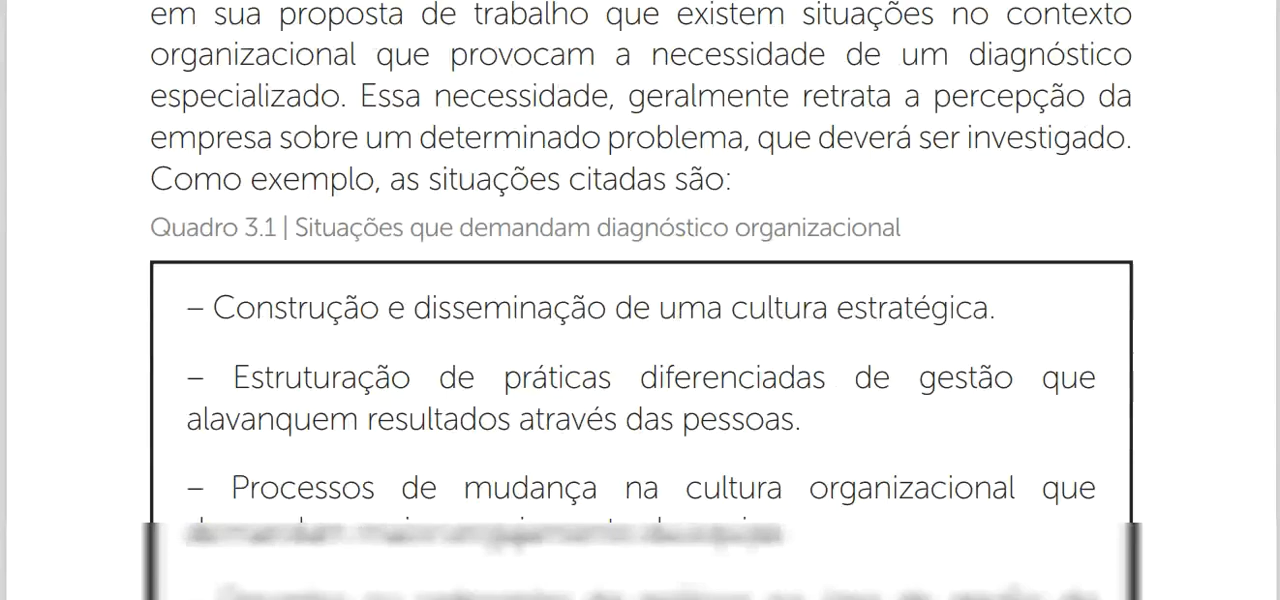 em sua proposta de trabalho que existem situações no contexto
organizacional que provocam a necessidade de um diagnóstico
especializado. Essa necessidade, geralmente retrata a percepção da
empresa sobre um determinado problema, que deverá ser investigado.
Como exemplo, as situações citadas são:
Quadro 3.1 | Situações que demandam diagnóstico organizacional
– Construção e disseminação de uma cultura estratégica.
– Estruturação de práticas diferenciadas de gestão que
alavanquem resultados através das pessoas.
– Processos de mudança na cultura organizacional que